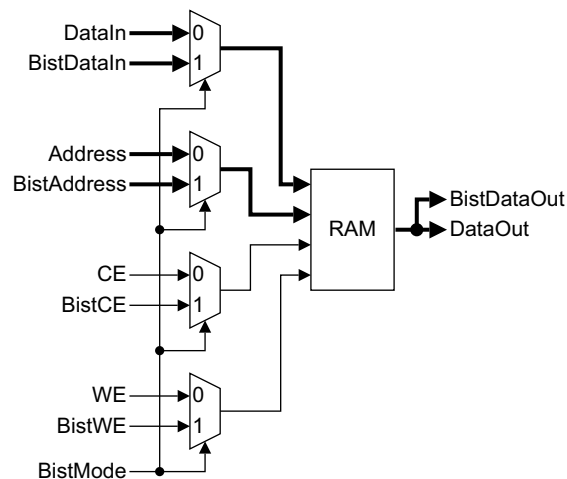 DataIn
0
BistDataIn
1
Address
0
BistAddress
1
BistDataOut
RAM
DataOut
CE
0
BistCE
1
WE
0
BistWE
1
BistMode